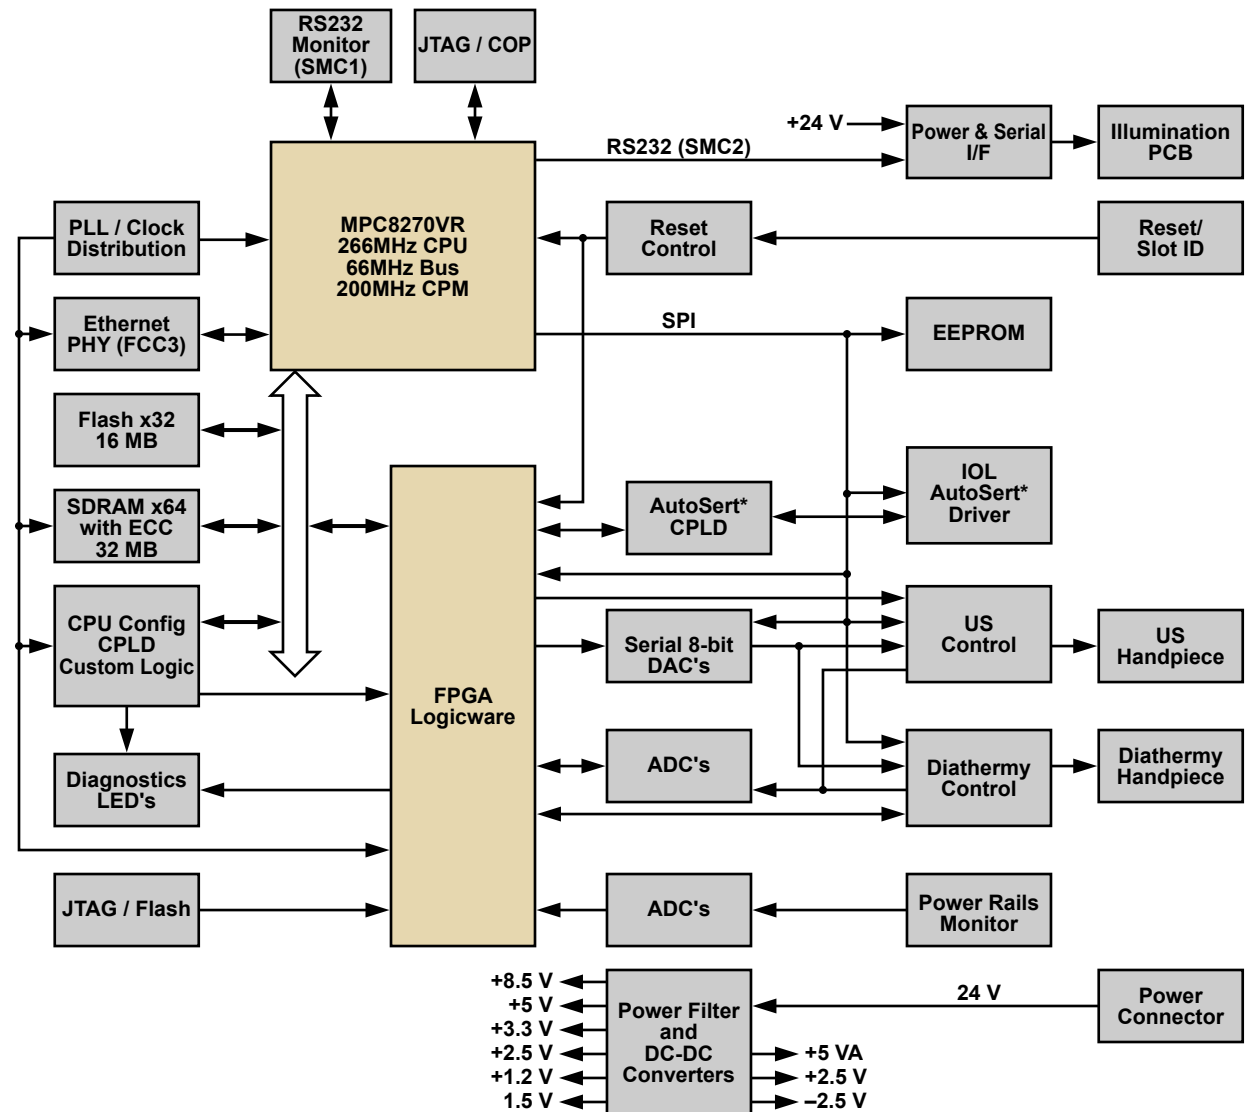 RS232
Monitor
(SMC1)
JTAG / COP
+24 V
Power & Serial
I/F
Illumination
PCB
RS232 (SMC2)
PLL / Clock
Distribution
MPC8270VR
266MHz CPU
66MHz Bus
200MHz CPM
Reset
Control
Reset/
Slot ID
Ethernet
PHY (FCC3)
SPI
EEPROM
Flash x32
16 MB
SDRAM x64
with ECC
32 MB
AutoSert*
CPLD
IOL
AutoSert*
Driver
CPU Config
CPLD
Custom Logic
FPGA
Logicware
Serial 8-bit
DAC's
US
Control
US
Handpiece
Diagnostics
LED's
ADC's
Diathermy
Control
Diathermy
Handpiece
JTAG / Flash
ADC's
Power Rails
Monitor
+8.5 V
+5 V
+3.3 V
+2.5 V
+1.2 V
1.5 V
Power Filter
and
DC-DC
Converters
24 V
Power
Connector
+5 VA
+2.5 V
–2.5 V